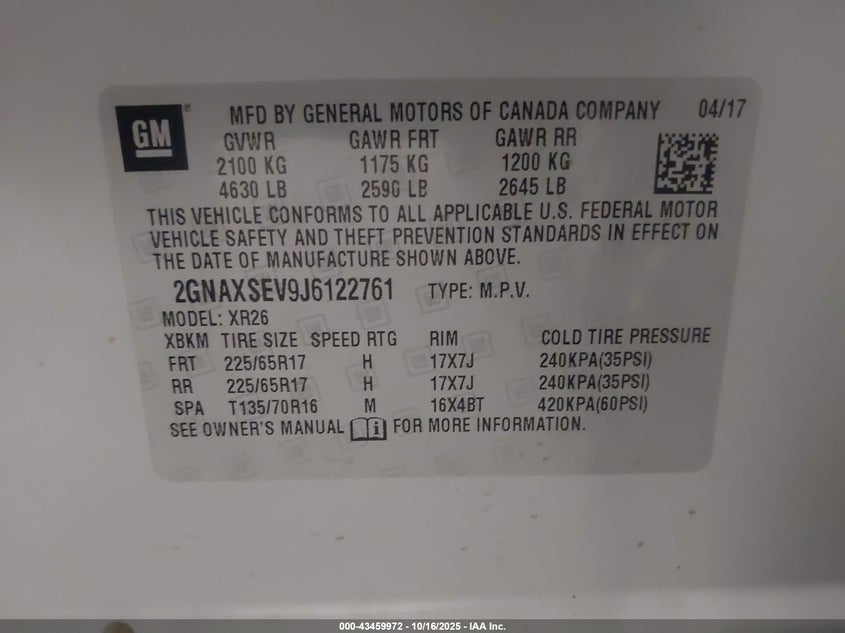 GM ® MFD BY GENERAL MOTORS OF CANADA COMPANY 04/17
GVWR GAWR FRT GAWR RR
2100 KG 1175 KG 1200 KG
4630 LB 2590 LB 2645 LB
THIS VEHICLE CONFORMS TO ALL APPLICABLE U.S. FEDERAL MOTOR
VEHICLE SAFETY AND THEFT PREVENTION STANDARDS IN EFFECT ON
THE DATE OF MANUFACTURE SHOWN ABOVE.
2GNAXSEV9J6122761 TYPE: M.P.V.
MODEL: XR26
XBKM TIRE SIZE SPEED RTG RIM COLD TIRE PRESSURE
FRT 225/65R17 H 17X7J 240KPA(35PSI)
RR 225/65R17 H 17X7J 240KPA(35PSI)
SPA T135/70R16 M 16X4BT 420KPA(60PSI)
SEE OWNER'S MANUAL FOR MORE INFORMATION.
000-43459972 - 10/16/2025 - IAA Inc.